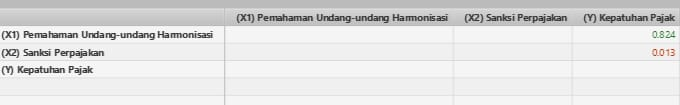 (X1) Pemahaman Undang-undang Harmonisasi (X2) Sanksi Perpajakan (Y) Kepatuhan Pajak
(X1) Pemahaman Undang-undang Harmonisasi 0.824
(X2) Sanksi Perpajakan 0.013
(Y) Kepatuhan Pajak